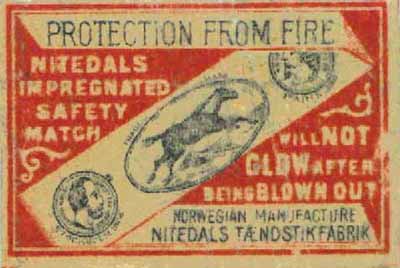 PROTECTION FROM FIRE
NITEDALS
IMPREGNATED
SAFETY
MATCH
WILL NOT
GLOW AFTER
BEING BLOWN OUT
NORWEGIAN MANUFACTURE
NITEDALS TÆNDSTIKFABRIK